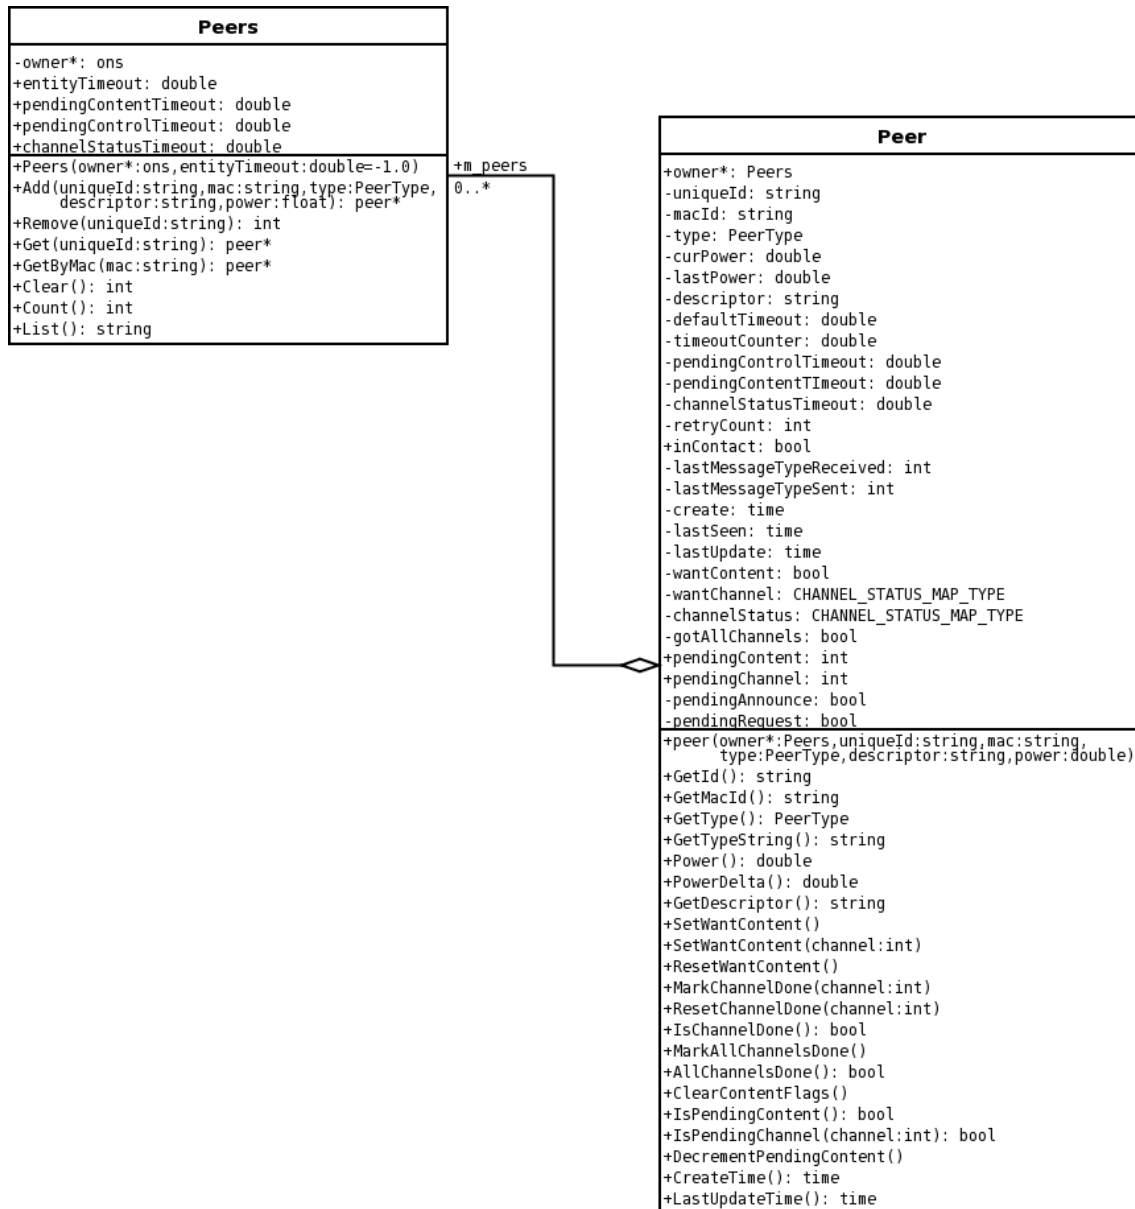 Peers
-owner*: ons
+entityTimeout: double
+pendingContentTimeout: double
+pendingControlTimeout: double
+channelStatusTimeout: double
+Peers(owner*:ons,entityTimeout:double=-1.0)
+Add(uniqueId:string,mac:string,type:PeerType,
descriptor:string,power:float): peer*
+Remove(uniqueId:string): int
+Get(uniqueId:string): peer*
+GetByMac(mac:string): peer*
+Clear(): int
+Count(): int
+List(): string
+m_peers
0..*
Peer
+owner*: Peers
-uniqueId: string
-macId: string
-type: PeerType
-curPower: double
-lastPower: double
-descriptor: string
-defaultTimeout: double
-timeoutCounter: double
-pendingControlTimeout: double
-pendingContentTImeout: double
-channelStatusTimeout: double
-retryCount: int
+inContact: bool
-lastMessageTypeReceived: int
-lastMessageTypeSent: int
-create: time
-lastSeen: time
-lastUpdate: time
-wantContent: bool
-wantChannel: CHANNEL_STATUS_MAP_TYPE
-channelStatus: CHANNEL_STATUS_MAP_TYPE
-gotAllChannels: bool
+pendingContent: int
+pendingChannel: int
-pendingAnnounce: bool
-pendingRequest: bool
+peer(owner*:Peers,uniqueId:string,mac:string,
type:PeerType,descriptor:string,power:double)
+GetId(): string
+GetMacId(): string
+GetType(): PeerType
+GetTypeString(): string
+Power(): double
+PowerDelta(): double
+GetDescriptor(): string
+SetWantContent()
+SetWantContent(channel:int)
+ResetWantContent()
+MarkChannelDone(channel:int)
+ResetChannelDone(channel:int)
+IsChannelDone(): bool
+MarkAllChannelsDone()
+AllChannelsDone(): bool
+ClearContentFlags()
+IsPendingContent(): bool
+IsPendingChannel(channel:int): bool
+DecrementPendingContent()
+CreateTime(): time
+LastUpdateTime(): time